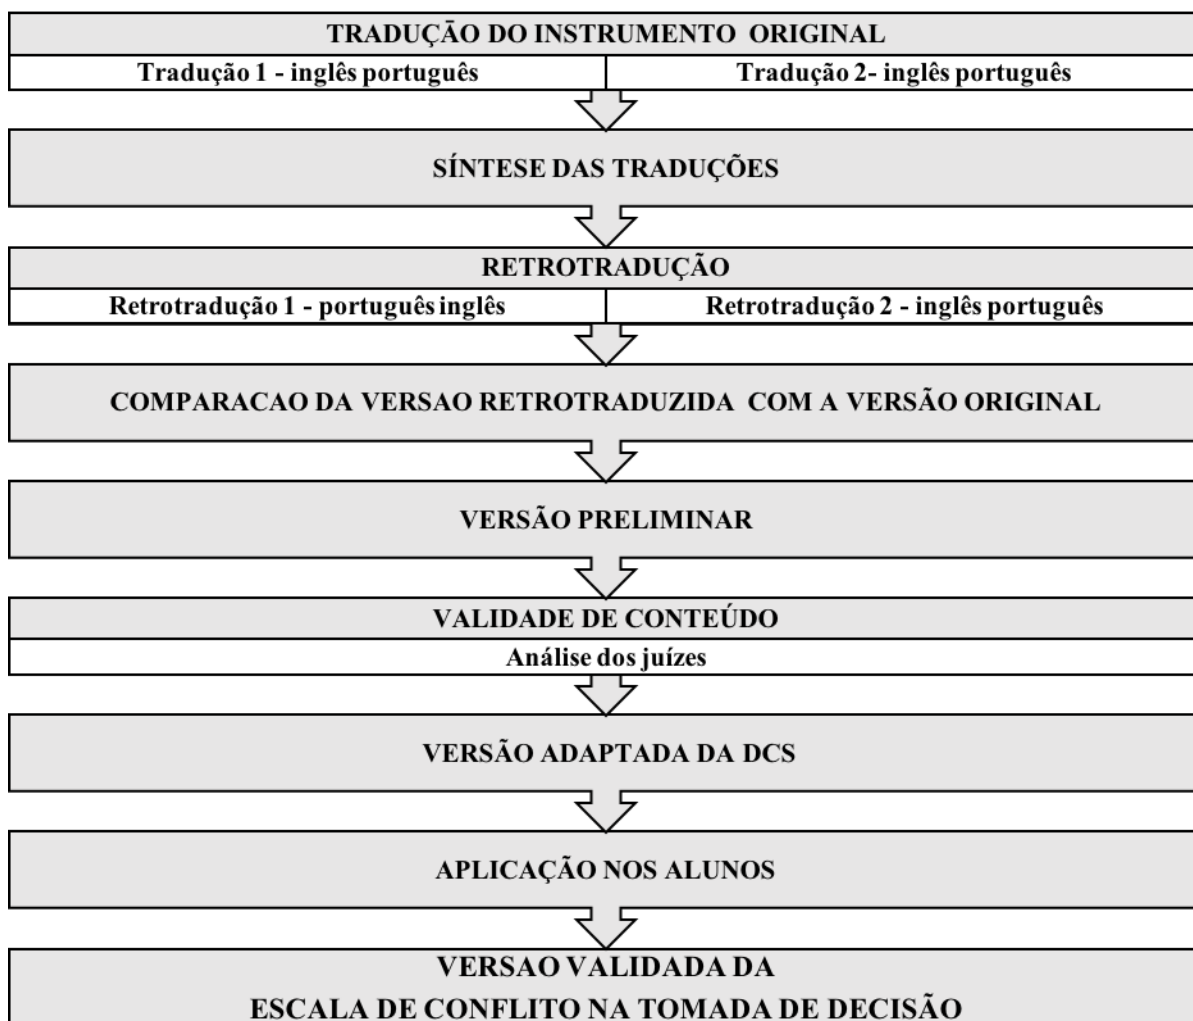 TRADUÇÃO DO INSTRUMENTO ORIGINAL
Tradução 1 - inglês português
Tradução 2- inglês português
SÍNTESE DAS TRADUÇÕES
RETROTRADUÇÃO
Retrotradução 1 - português inglês
Retrotradução 2 - inglês português
COMPARACAO DA VERSAO RETROTRADUZIDA COM A VERSÃO ORIGINAL
VERSÃO PRELIMINAR
VALIDADE DE CONTEÚDO
Análise dos juízes
VERSÃO ADAPTADA DA DCS
APLICAÇÃO NOS ALUNOS
VERSAO VALIDADA DA
ESCALA DE CONFLITO NA TOMADA DE DECISÃO